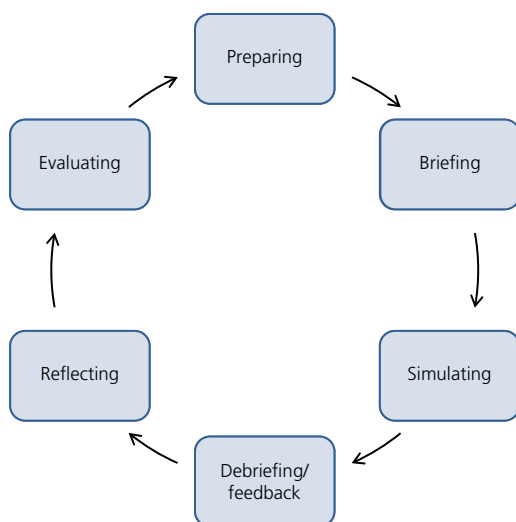 Preparing
Briefing
Simulating
Debriefing/
feedback
Reflecting
Evaluating